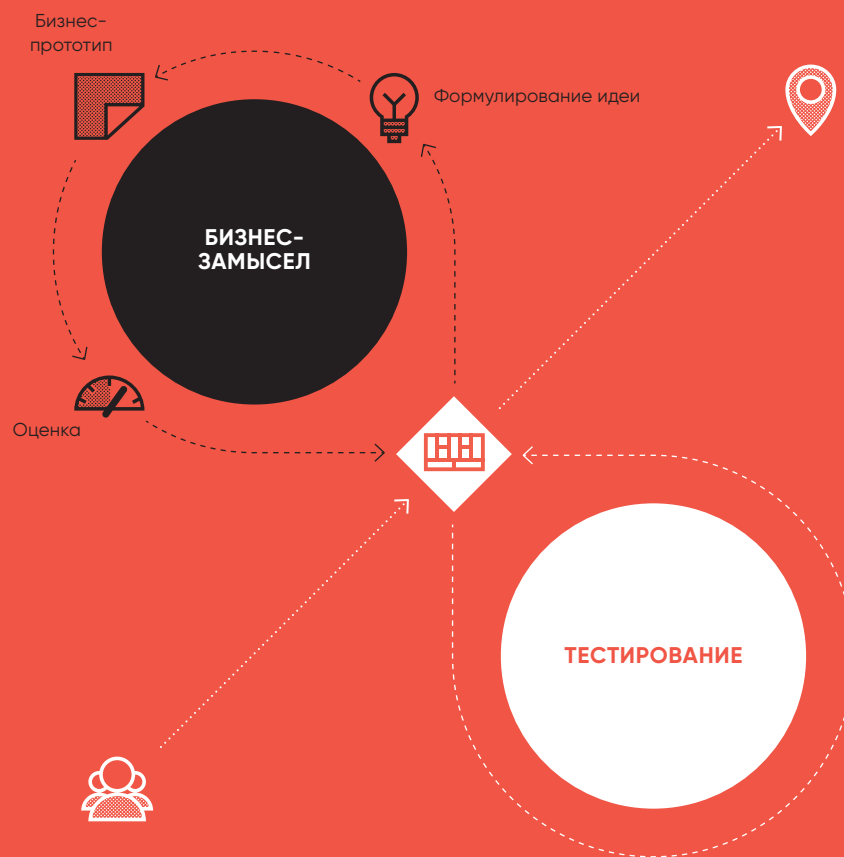 Бизнес-
прототип
Формулирование идеи
БИЗНЕС-
ЗАМЫСЕЛ
Оценка
ТЕСТИРОВАНИЕ